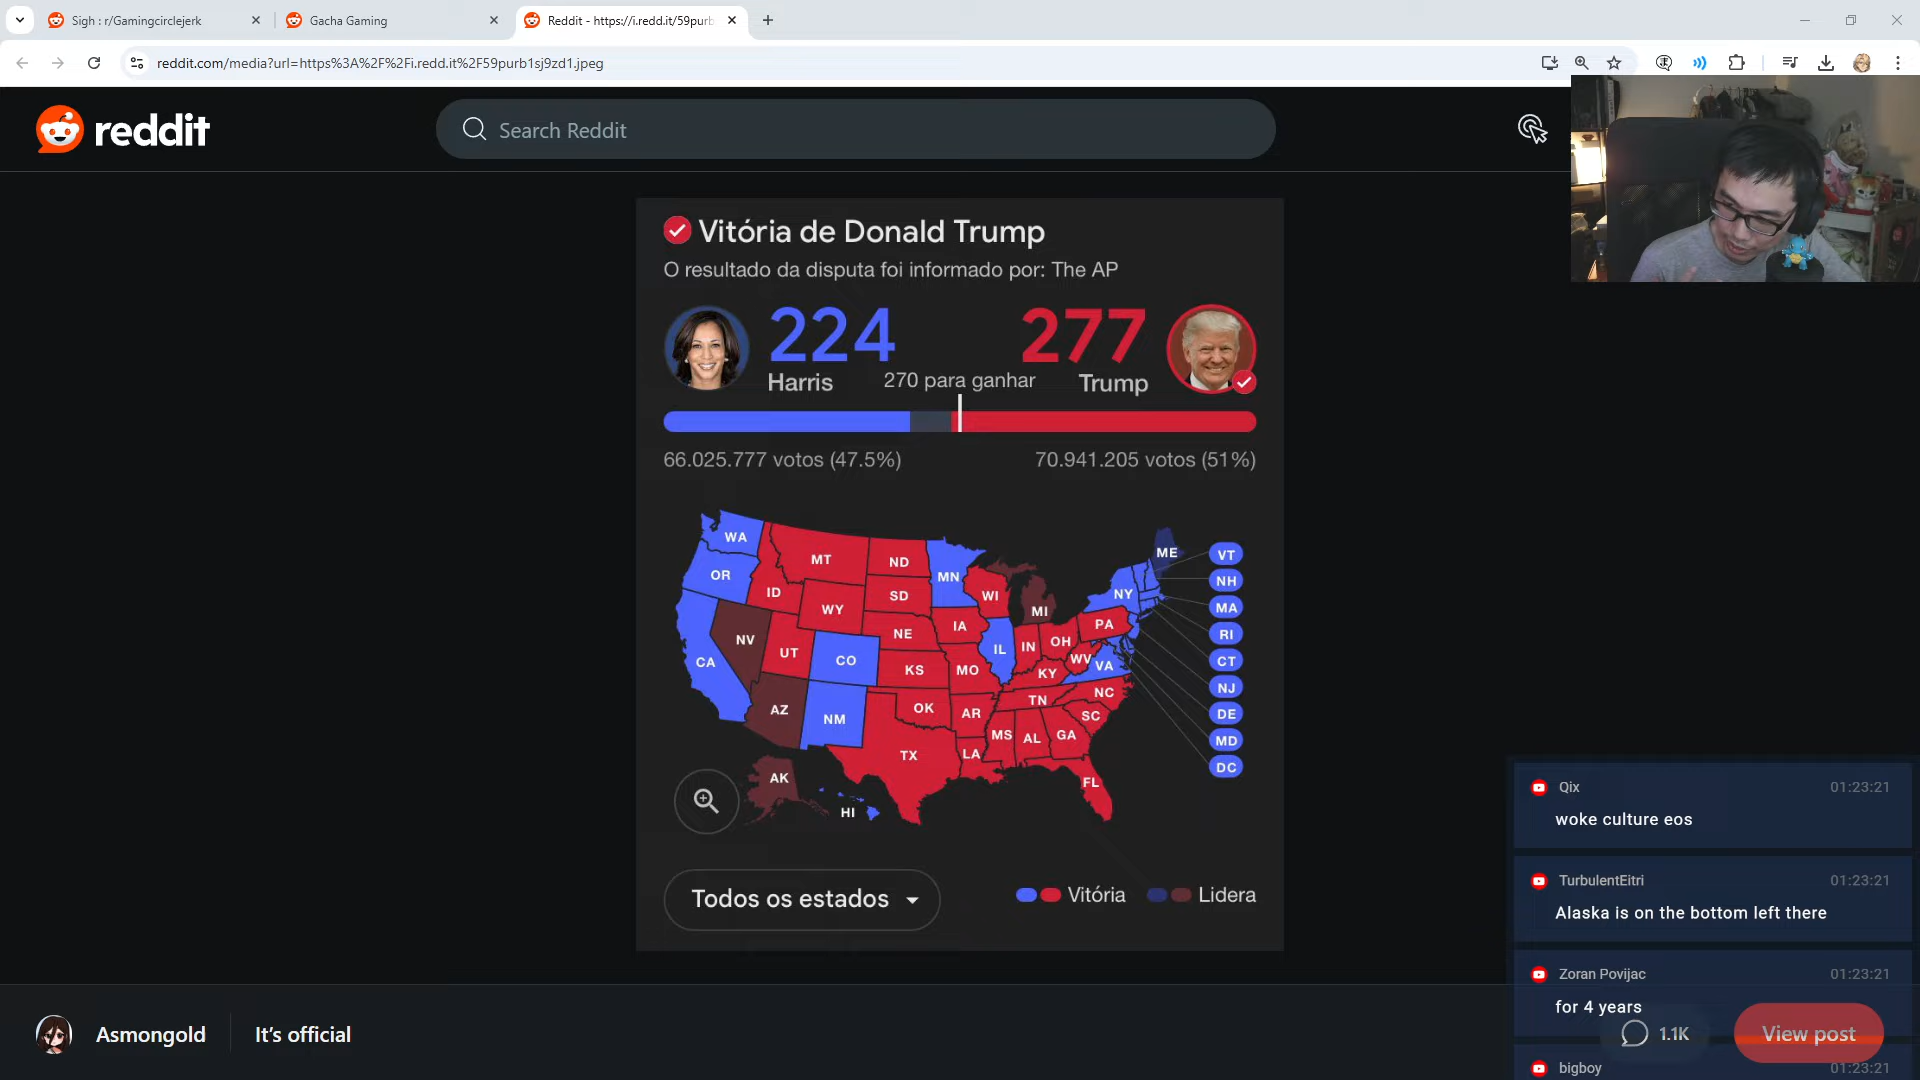 Sigh : r/Gamingcirclejerk
Gacha Gaming
Reddit - https://i.redd.it/59purb
reddit.com/media?url=https%3A%2F%2Fi.redd.it%2F59purb1sj9zd1.jpeg
reddit
Search Reddit
Vitória de Donald Trump
O resultado da disputa foi informado por: The AP
224
277
Harris
270 para ganhar
Trump
66.025.777 votos (47.5%)
70.941.205 votos (51%)
WA
MT
ND
MN
ME
VT
OR
ID
SD
WI
NY
NH
WY
MI
MA
NV
NE
IA
PA
RI
UT
CO
IL
IN
OH
CA
KS
MO
KY
WV
VA
CT
AZ
NM
OK
AR
TN
NC
NJ
SC
DE
TX
LA
MS
AL
GA
MD
AK
FL
DC
HI
Todos os estados
Vitória
Lidera
Qix
01:23:21
woke culture eos
TurbulentEitri
01:23:21
Alaska is on the bottom left there
Zoran Povijac
01:23:21
for 4 years
bigboy
01:23:21
Asmongold
It's official
1.1K
View post